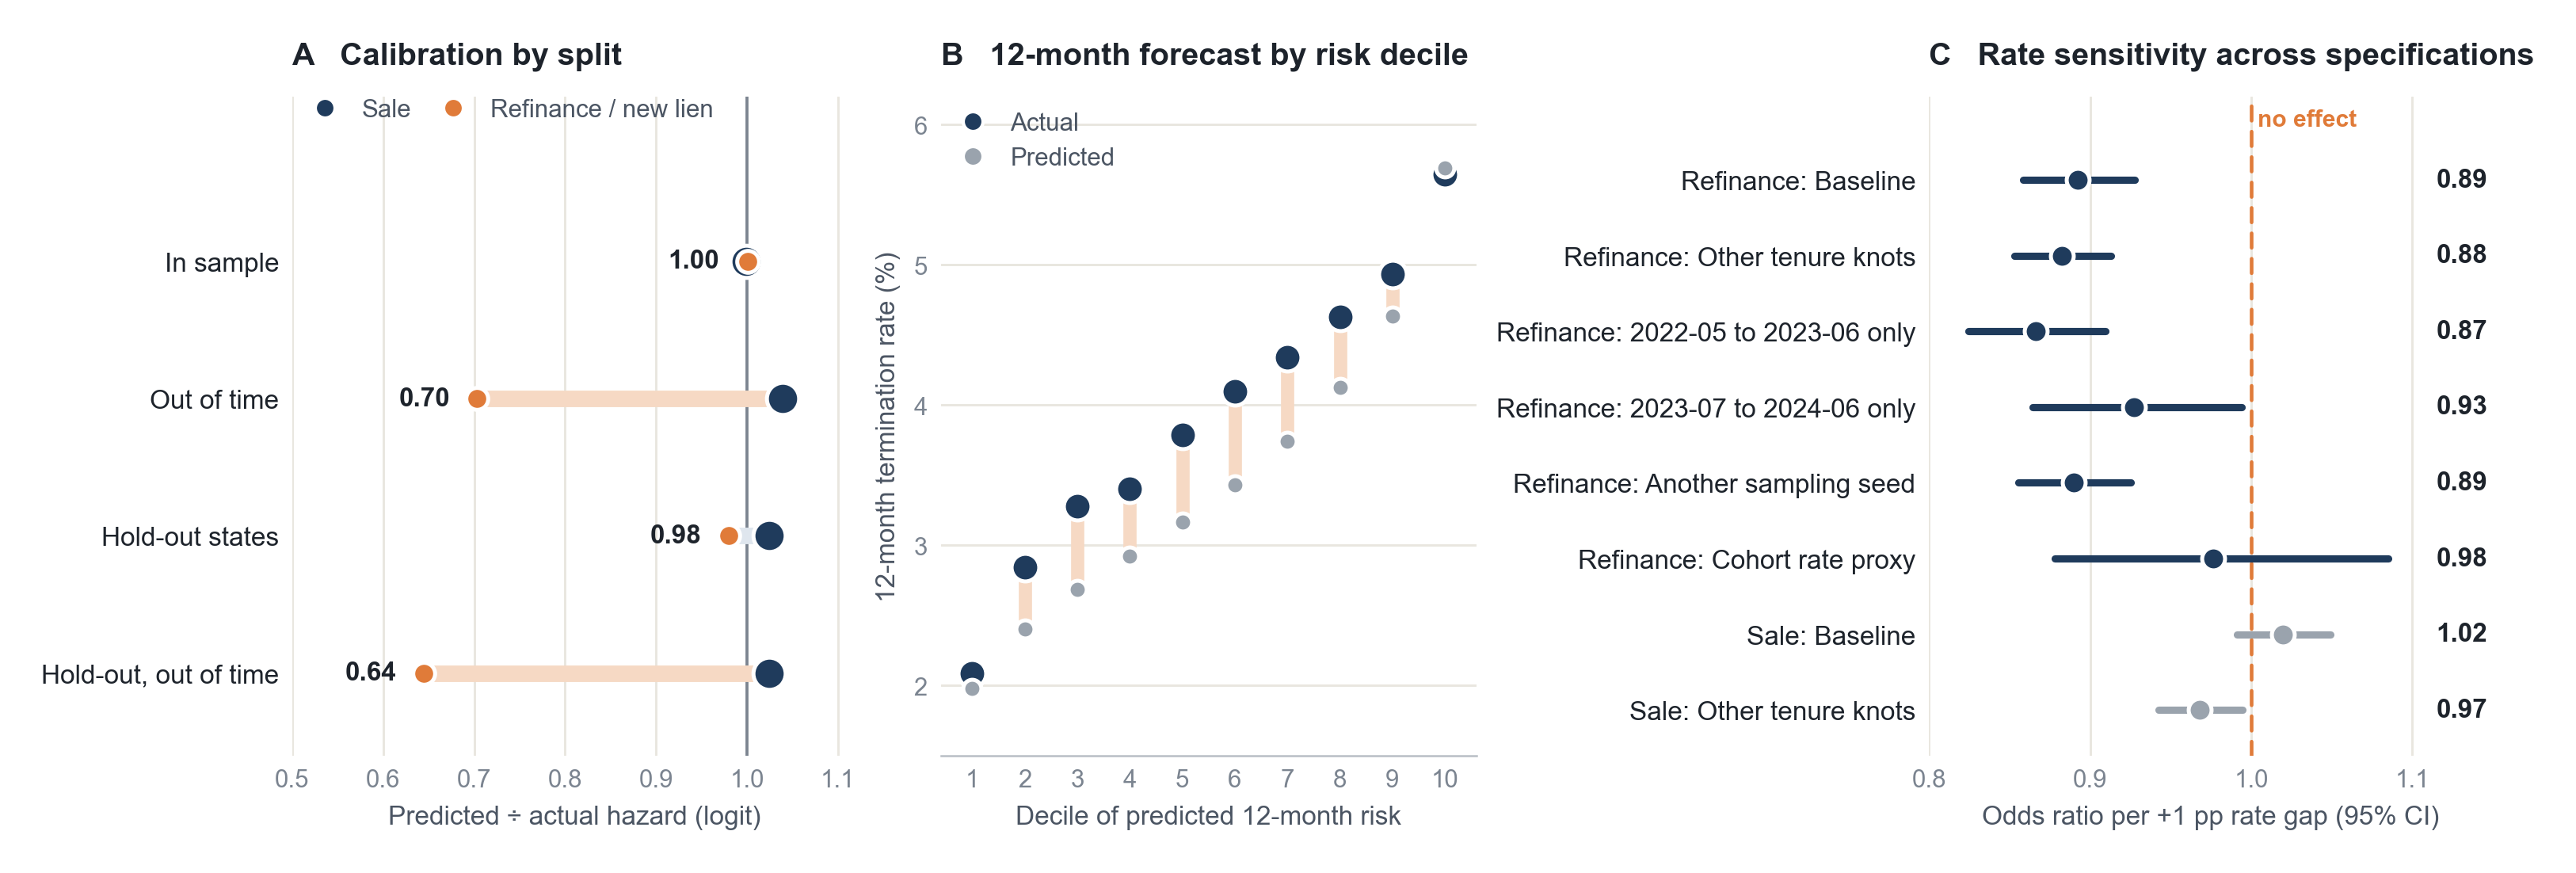 A Calibration by split
Sale
Refinance / new lien
In sample
1.00
Out of time
0.70
Hold-out states
0.98
Hold-out, out of time
0.64
0.5 0.6 0.7 0.8 0.9 1.0 1.1
Predicted ÷ actual hazard (logit)
B 12-month forecast by risk decile
Actual
Predicted
12-month termination rate (%)
6
5
4
3
2
1 2 3 4 5 6 7 8 9 10
Decile of predicted 12-month risk
C Rate sensitivity across specifications
no effect
Refinance: Baseline 0.89
Refinance: Other tenure knots 0.88
Refinance: 2022-05 to 2023-06 only 0.87
Refinance: 2023-07 to 2024-06 only 0.93
Refinance: Another sampling seed 0.89
Refinance: Cohort rate proxy 0.98
Sale: Baseline 1.02
Sale: Other tenure knots 0.97
0.8 0.9 1.0 1.1
Odds ratio per +1 pp rate gap (95% CI)